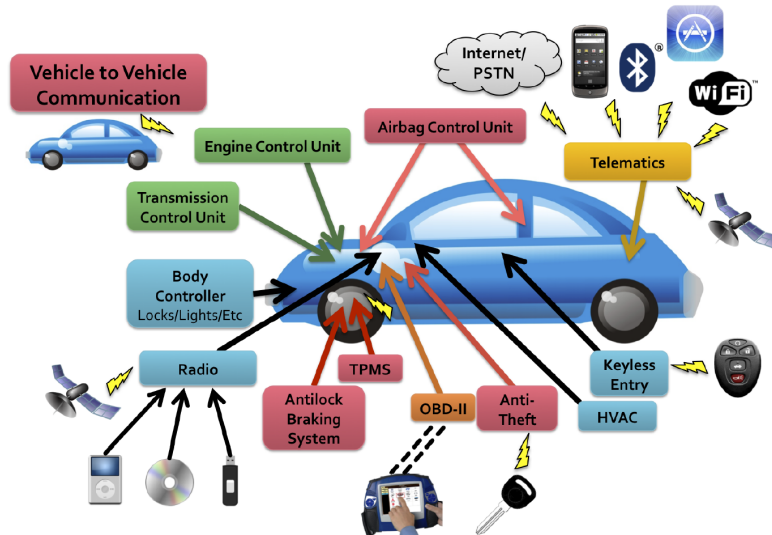 Vehicle to Vehicle
Communication
Internet/
PSTN
®
Wi Fi™
Engine Control Unit
Airbag Control Unit
Telematics
Transmission
Control Unit
Body
Controller
Locks/Lights/Etc
Radio
TPMS
Antilock
Braking
System
OBD-II
Anti-
Theft
Keyless
Entry
HVAC